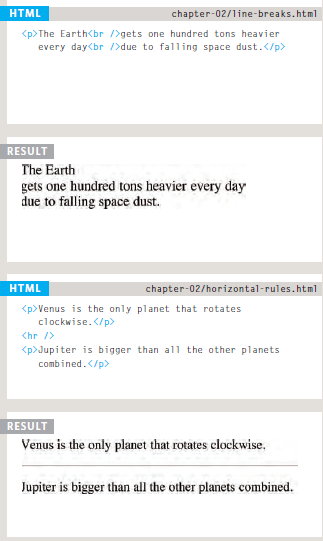 HTML chapter-02/line-breaks.html
<p>The Earth<br />gets one hundred tons heavier
every day<br />due to falling space dust.</p>
RESULT
The Earth
gets one hundred tons heavier every day
due to falling space dust.
HTML chapter-02/horizontal-rules.html
<p>Venus is the only planet that rotates
clockwise.</p>
<hr />
<p>Jupiter is bigger than all the other planets
combined.</p>
RESULT
Venus is the only planet that rotates clockwise.
Jupiter is bigger than all the other planets combined.